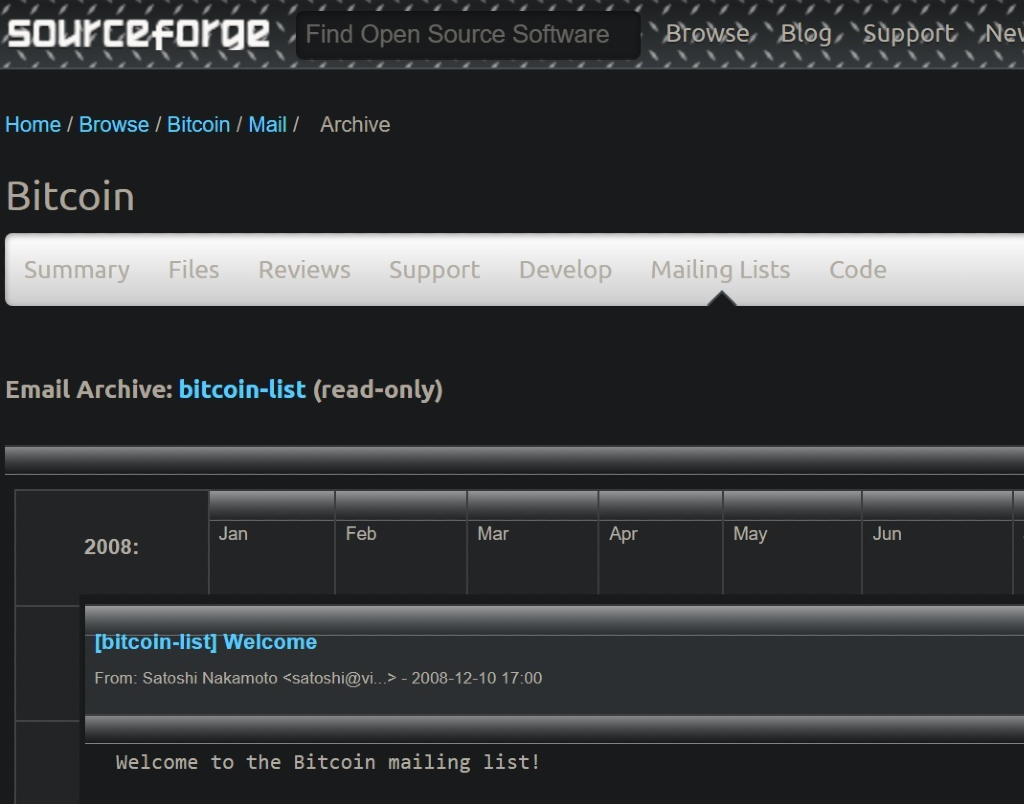 sourceforge Find Open Source Software Browse Blog Support
Home / Browse / Bitcoin / Mail / Archive
Bitcoin
Summary Files Reviews Support Develop Mailing Lists Code
Email Archive: bitcoin-list (read-only)
2008: Jan Feb Mar Apr May Jun
[bitcoin-list] Welcome
From: Satoshi Nakamoto <satoshi@vi...> - 2008-12-10 17:00
Welcome to the Bitcoin mailing list!